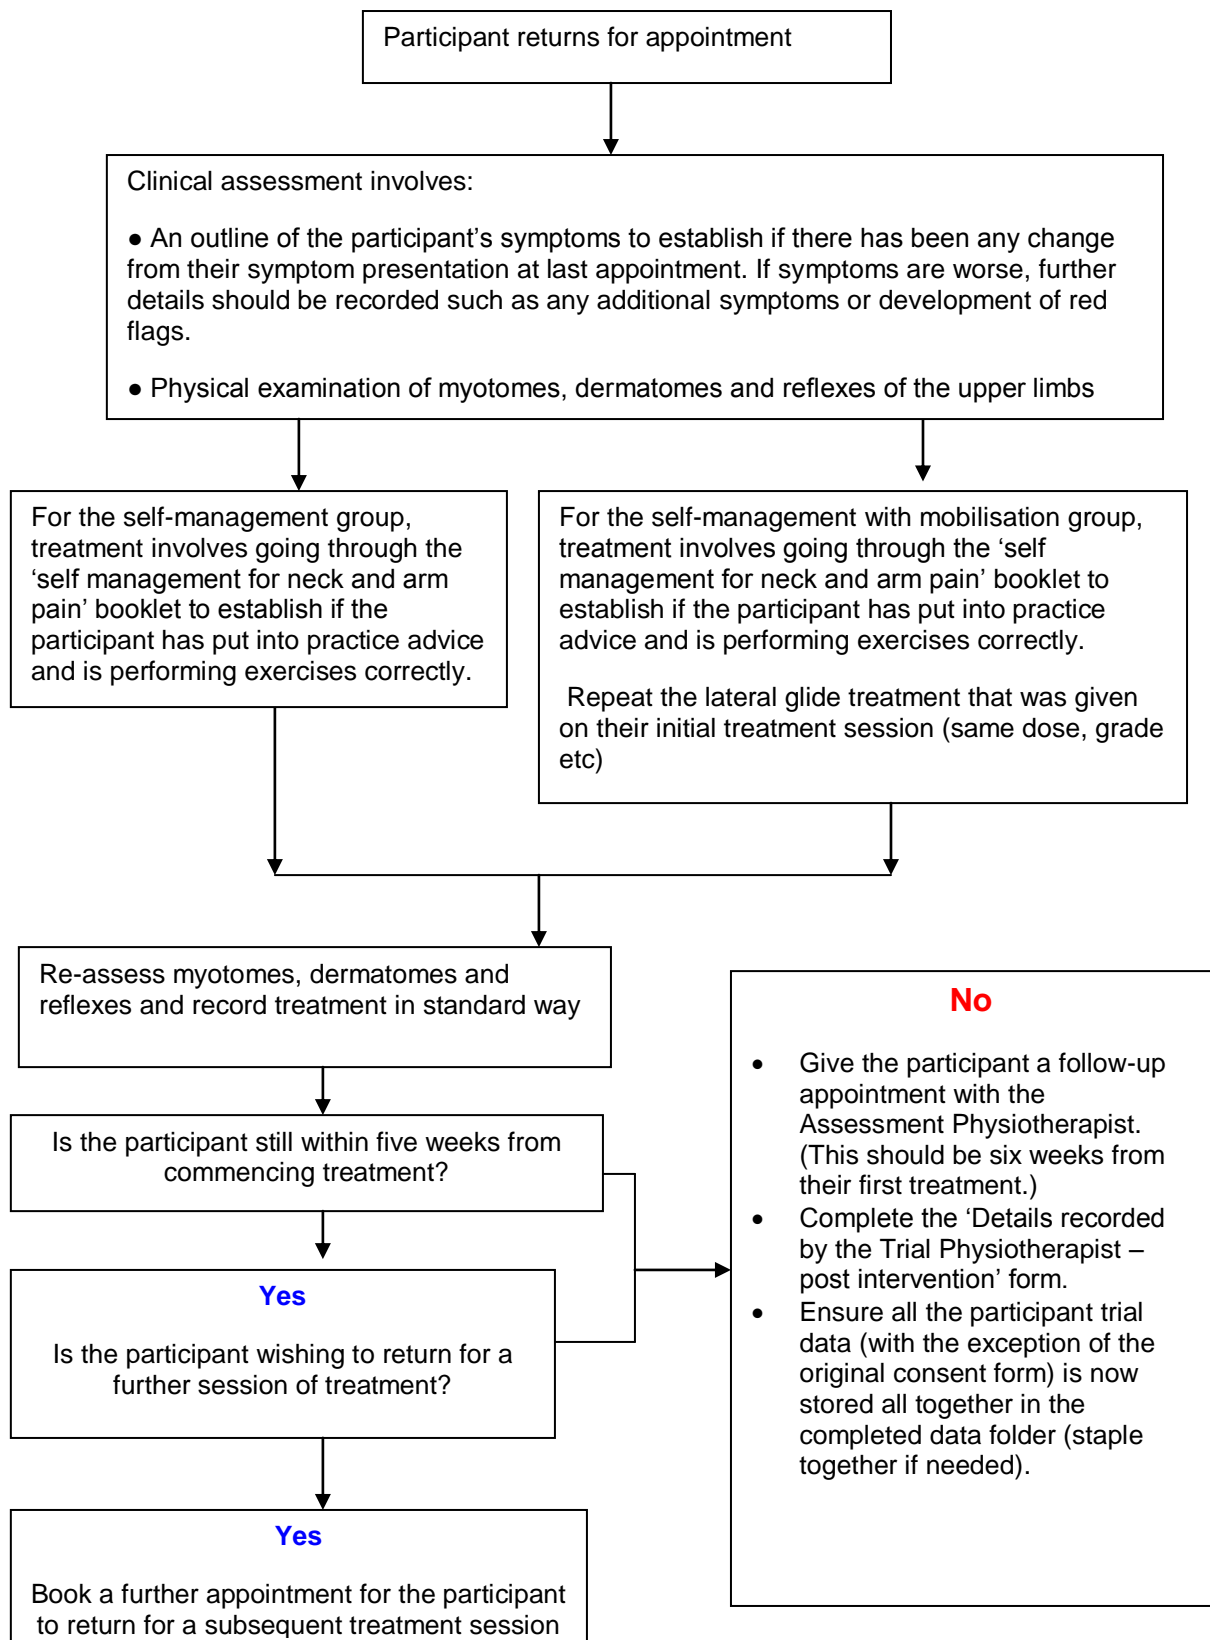 Participant returns for appointment
Clinical assessment involves:
● An outline of the participant’s symptoms to establish if there has been any change
from their symptom presentation at last appointment. If symptoms are worse, further
details should be recorded such as any additional symptoms or development of red
flags.
● Physical examination of myotomes, dermatomes and reflexes of the upper limbs
For the self-management group,
treatment involves going through the
‘self management for neck and arm
pain’ booklet to establish if the
participant has put into practice advice
and is performing exercises correctly.
For the self-management with mobilisation group,
treatment involves going through the ‘self
management for neck and arm pain’ booklet to
establish if the participant has put into practice
advice and is performing exercises correctly.
Repeat the lateral glide treatment that was given
on their initial treatment session (same dose, grade
etc)
Re-assess myotomes, dermatomes and
reflexes and record treatment in standard way
Is the participant still within five weeks from
commencing treatment?
Yes
Is the participant wishing to return for a
further session of treatment?
Yes
Book a further appointment for the participant
to return for a subsequent treatment session
No
• Give the participant a follow-up
appointment with the
Assessment Physiotherapist.
(This should be six weeks from
their first treatment.)
• Complete the ‘Details recorded
by the Trial Physiotherapist –
post intervention’ form.
• Ensure all the participant trial
data (with the exception of the
original consent form) is now
stored all together in the
completed data folder (staple
together if needed).